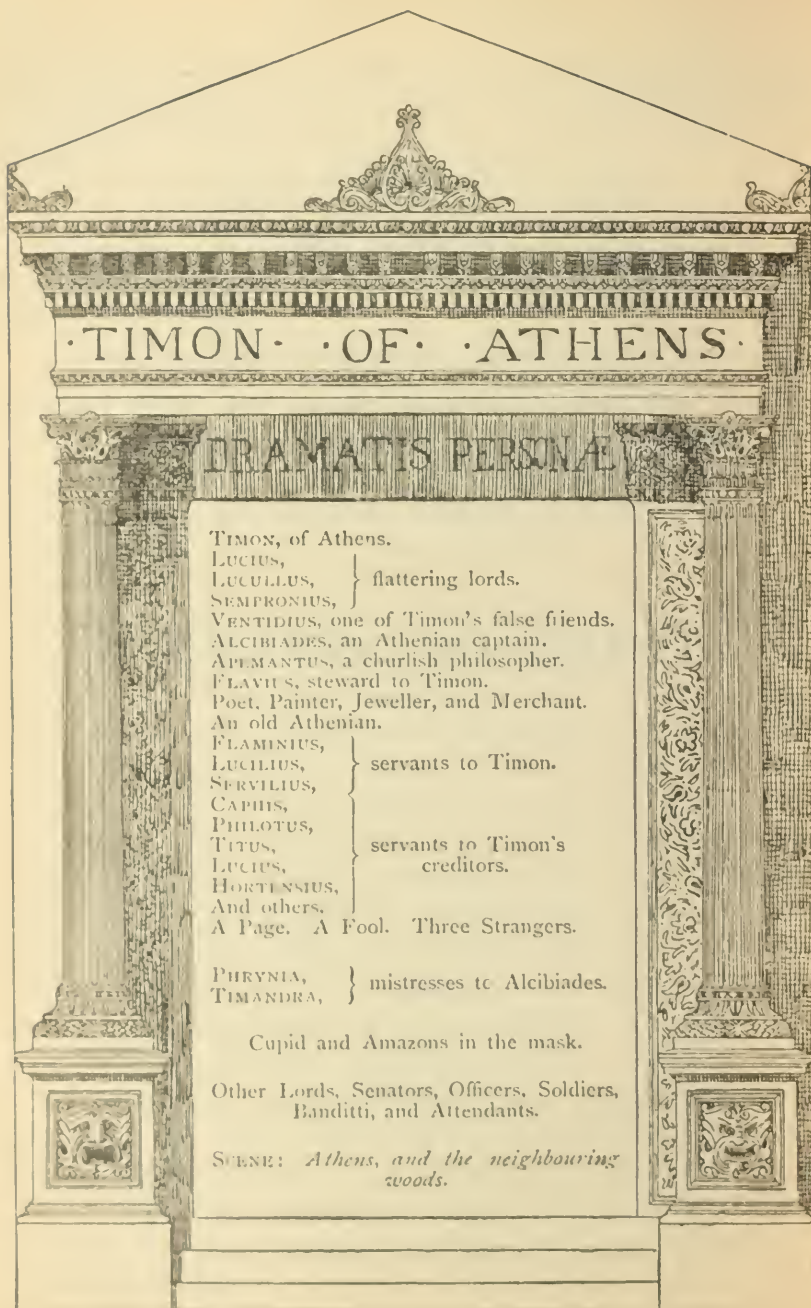 ·TIMON· ·OF· ·ATHENS·
DRAMATIS PERSONÆ
TIMON, of Athens.
LUCIUS,
LUCULLUS,
SEMPRONIUS,
flattering lords.
VENTIDIUS, one of Timon's false friends.
ALCIBIADES, an Athenian captain.
APEMANTUS, a churlish philosopher.
FLAVIUS, steward to Timon.
Poet, Painter, Jeweller, and Merchant.
An old Athenian.
FLAMINIUS,
LUCILIUS,
SERVILIUS,
servants to Timon.
CAPHIS,
PHILOTUS,
TITUS,
LUCIUS,
HORTENSIUS,
And others.
servants to Timon's
creditors.
A Page. A Fool. Three Strangers.
PHRYNIA,
TIMANDRA,
mistresses to Alcibiades.
Cupid and Amazons in the mask.
Other Lords, Senators, Officers, Soldiers,
Banditti, and Attendants.
SCENE: Athens, and the neighbouring
woods.